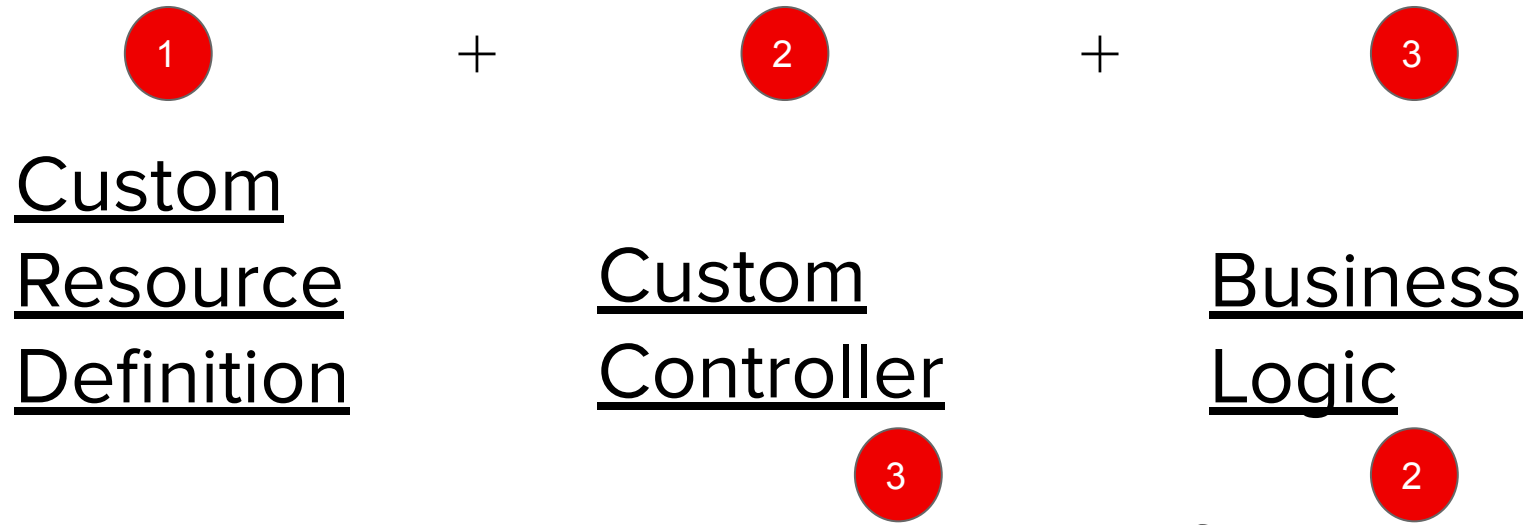 1 + 2 + 3
Custom
Resource
Definition
Custom
Controller
Business
Logic
3 2